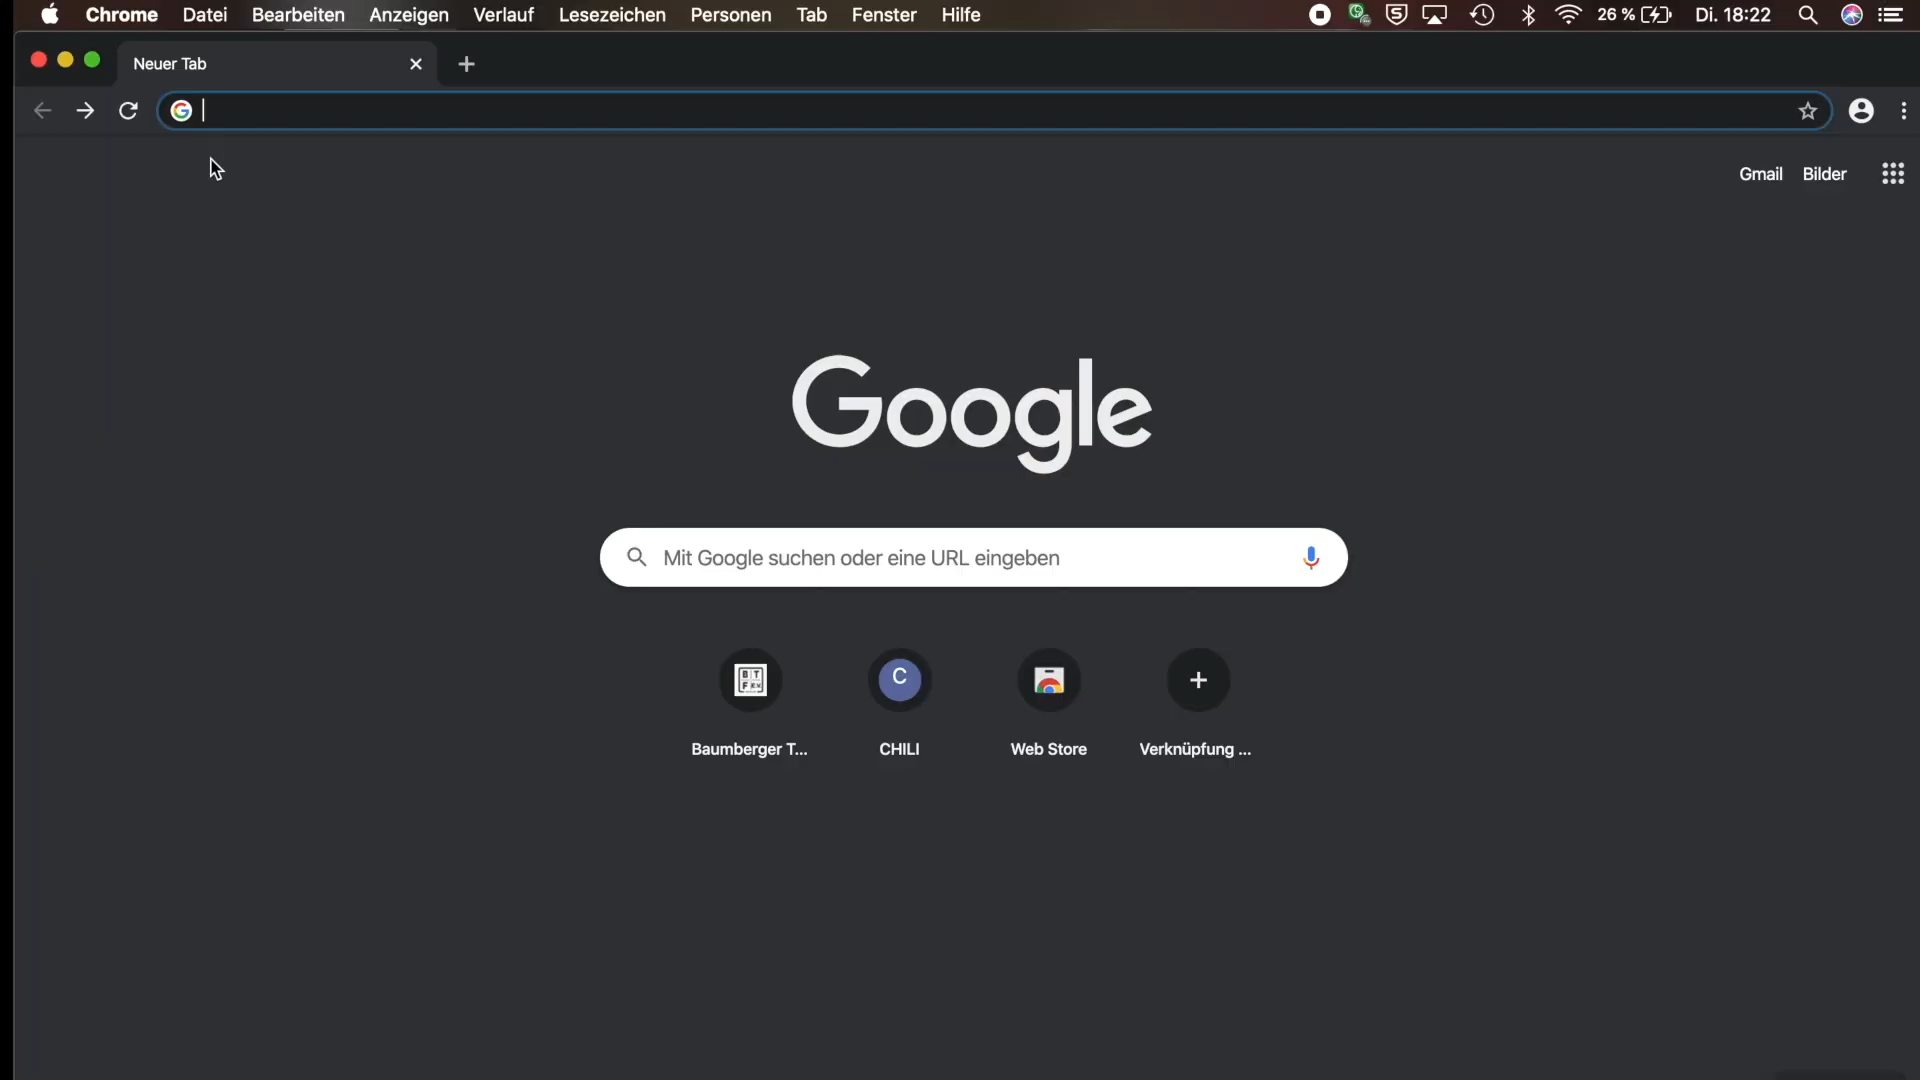 Chrome Datei Bearbeiten Anzeigen Verlauf Lesezeichen Personen Tab Fenster Hilfe 26 % Di. 18:22
Neuer Tab
Gmail Bilder
Google
Mit Google suchen oder eine URL eingeben
Baumberger T... CHILI Web Store Verknüpfung ...
C